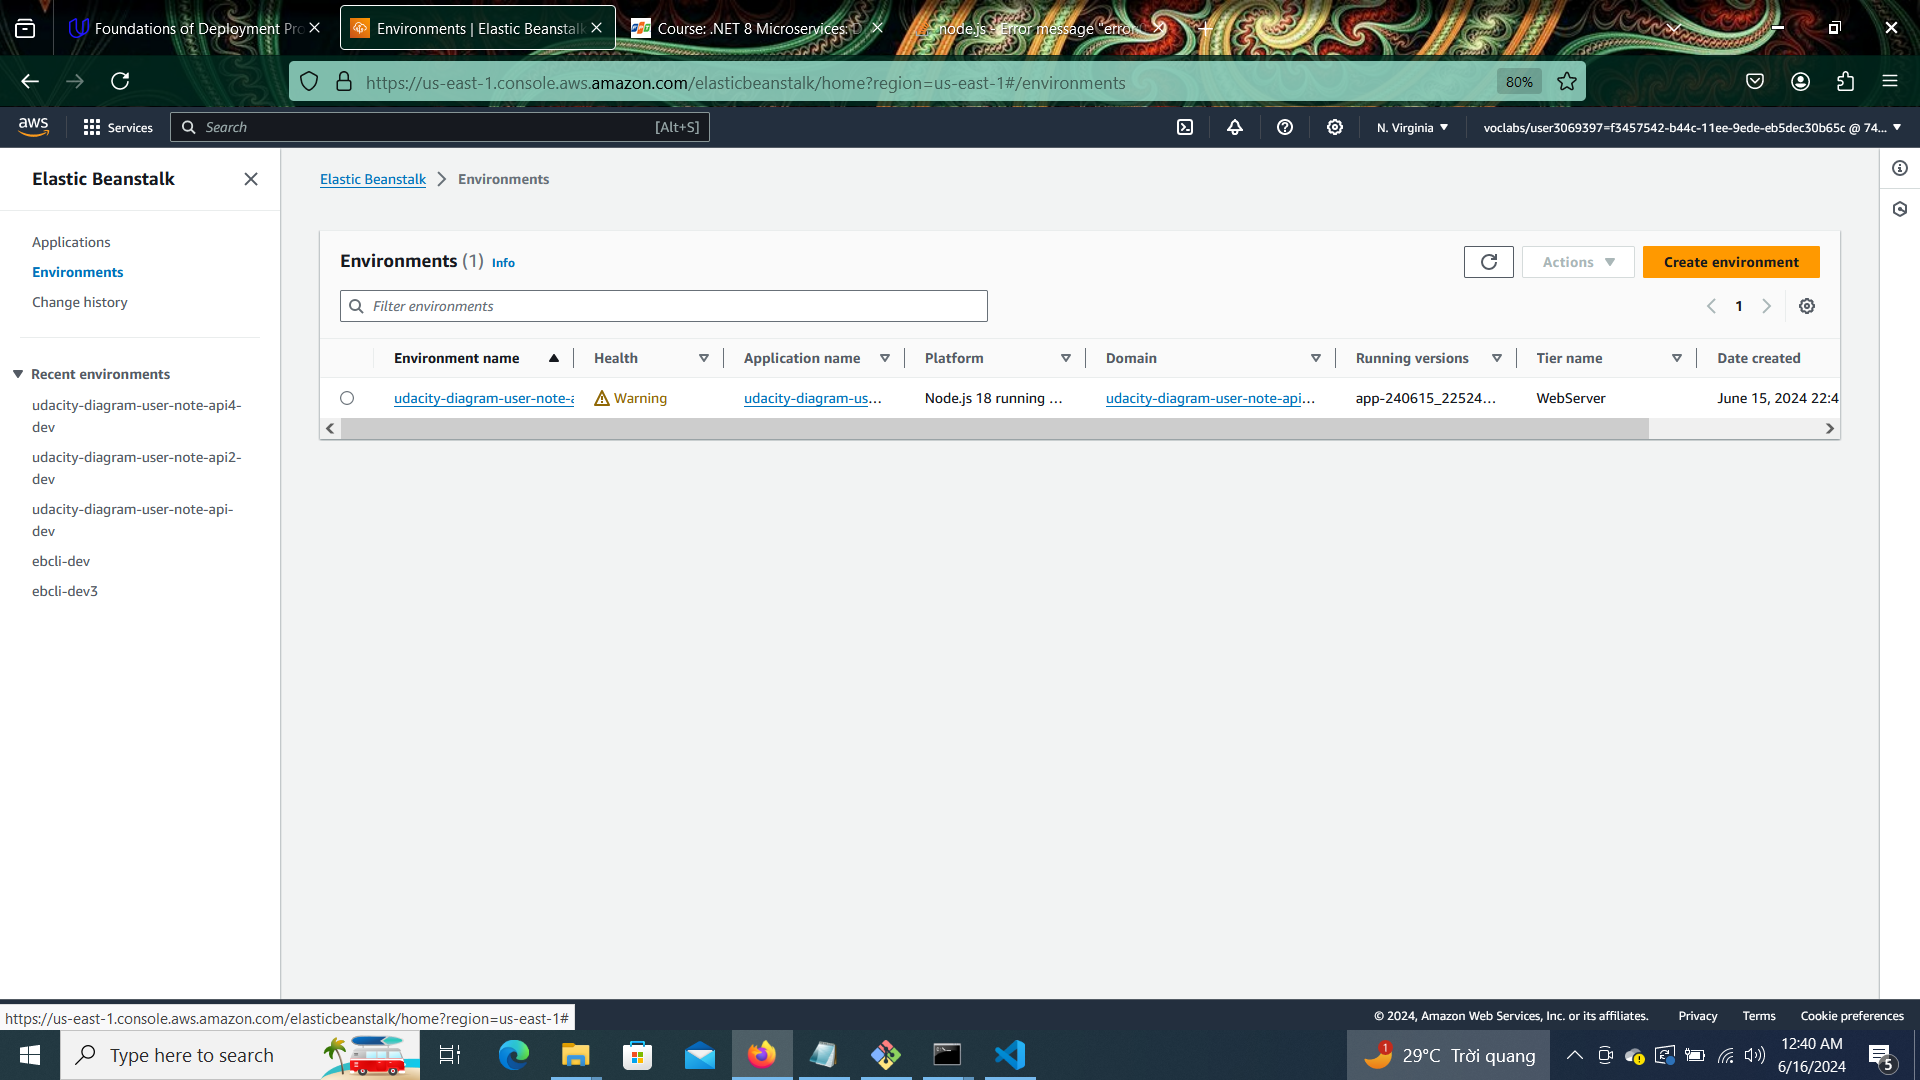 Foundations of Deployment Pro
Environments | Elastic Beanstalk
Course: .NET 8 Microservices: D
node.js - Error message "error:
https://us-east-1.console.aws.amazon.com/elasticbeanstalk/home?region=us-east-1#/environments
80%
aws
Services
Search
[Alt+S]
N. Virginia
voclabs/user3069397=f3457542-b44c-11ee-9ede-eb5dec30b65c @ 74...
Elastic Beanstalk
Applications
Environments
Change history
Recent environments
udacity-diagram-user-note-api4-
dev
udacity-diagram-user-note-api2-
dev
udacity-diagram-user-note-api-
dev
ebcli-dev
ebcli-dev3
Elastic Beanstalk
Environments
Environments (1) Info
Actions
Create environment
Filter environments
1
Environment name
Health
Application name
Platform
Domain
Running versions
Tier name
Date created
udacity-diagram-user-note-a
Warning
udacity-diagram-us...
Node.js 18 running ...
udacity-diagram-user-note-api...
app-240615_22524...
WebServer
June 15, 2024 22:4
https://us-east-1.console.aws.amazon.com/elasticbeanstalk/home?region=us-east-1#
© 2024, Amazon Web Services, Inc. or its affiliates.
Privacy
Terms
Cookie preferences
Type here to search
1
29°C Trời quang
12:40 AM
6/16/2024
5